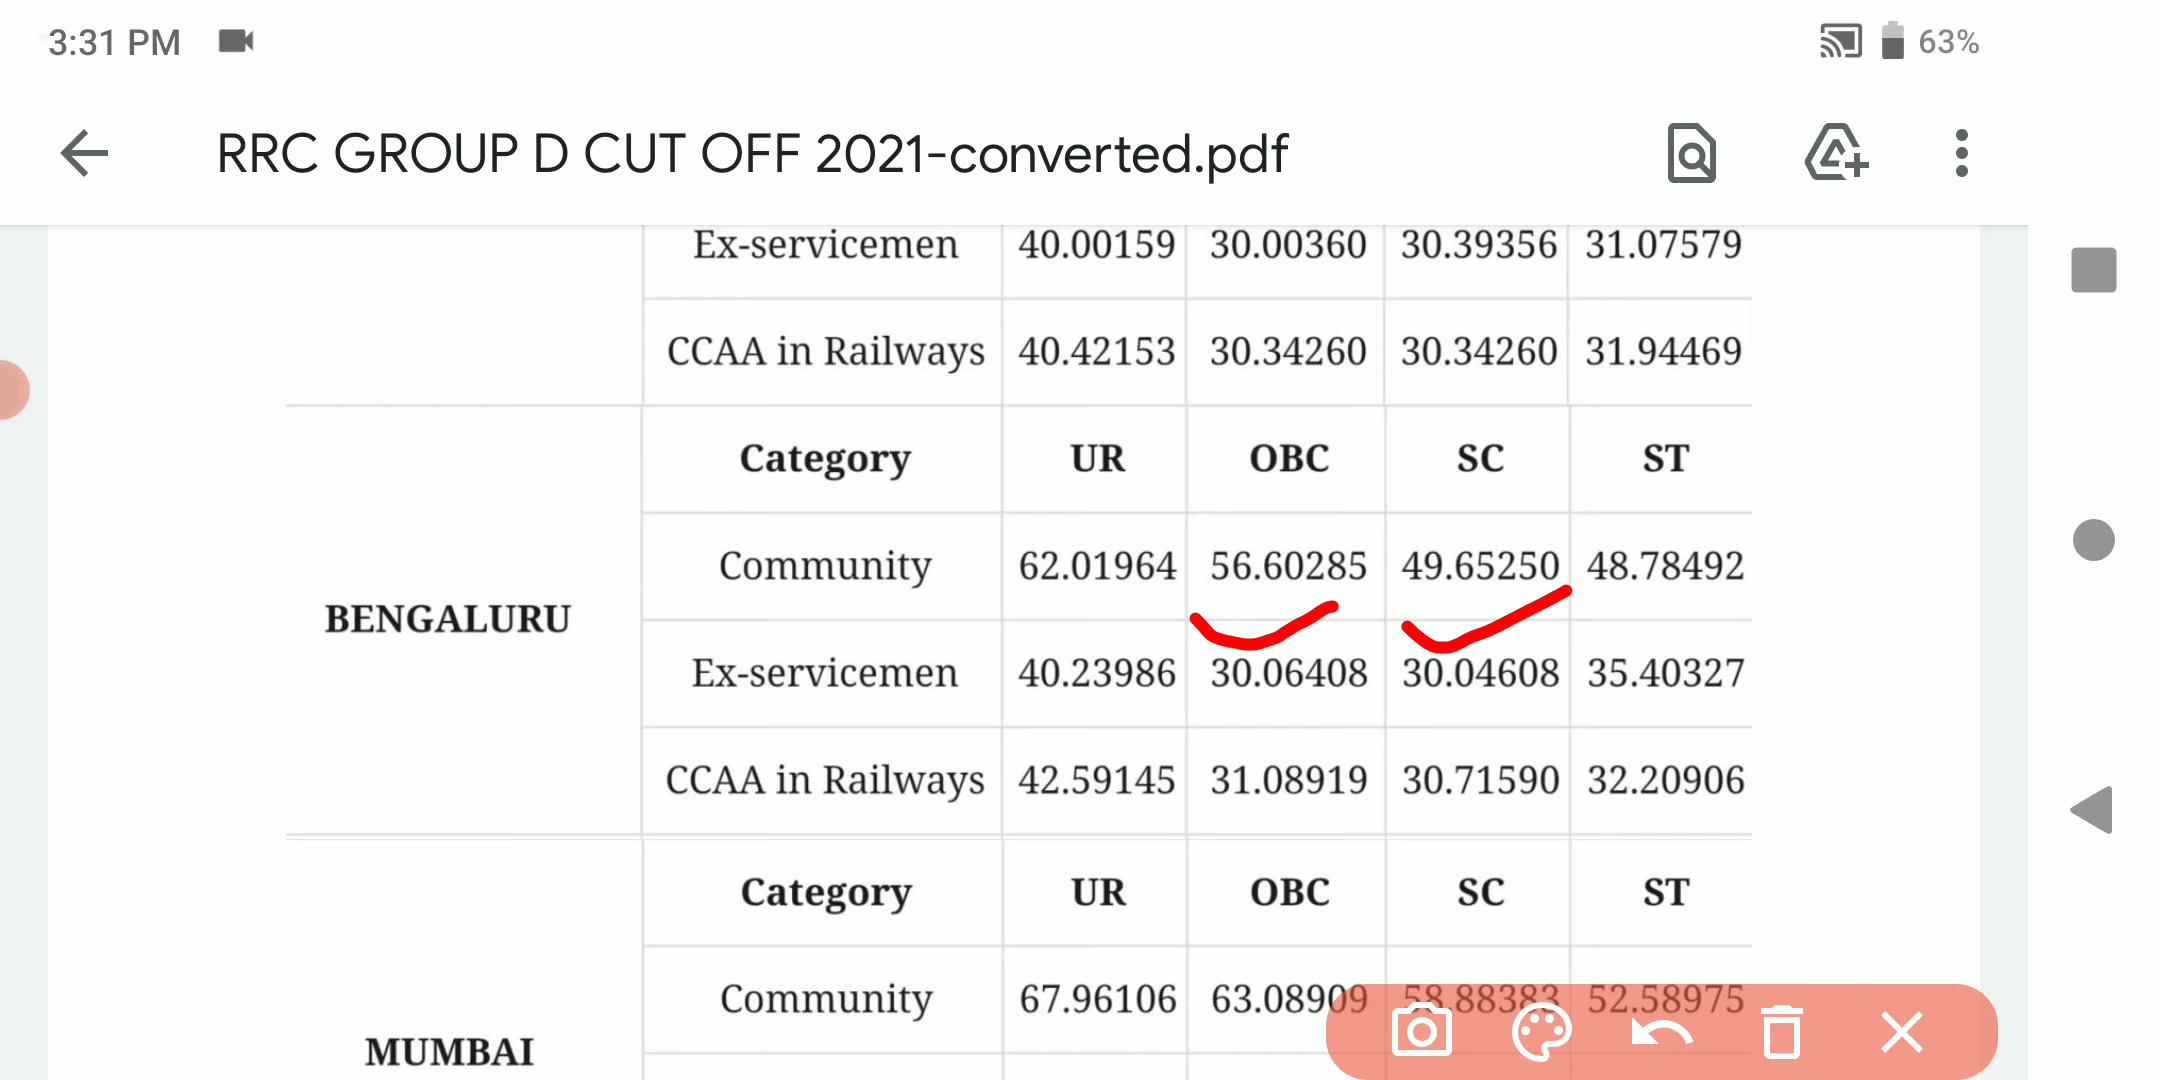 3:31 PM 63%
RRC GROUP D CUT OFF 2021-converted.pdf
Ex-servicemen 40.00159 30.00360 30.39356 31.07579
CCAA in Railways 40.42153 30.34260 30.34260 31.94469
Category UR OBC SC ST
Community 62.01964 56.60285 49.65250 48.78492
BENGALURU
Ex-servicemen 40.23986 30.06408 30.04608 35.40327
CCAA in Railways 42.59145 31.08919 30.71590 32.20906
Category UR OBC SC ST
Community 67.96106 63.08909 58.88383 52.58975
MUMBAI